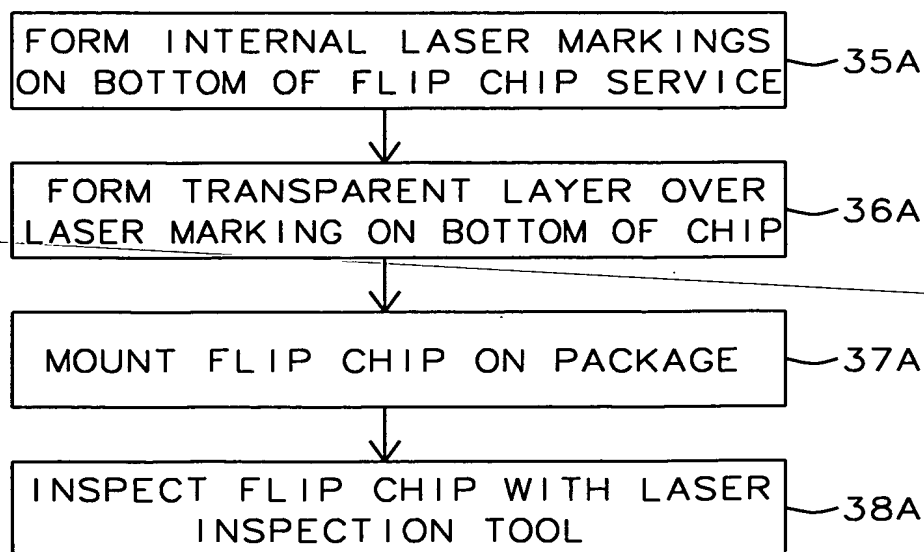 FORM INTERNAL LASER MARKINGS
ON BOTTOM OF FLIP CHIP SERVICE
35A
FORM TRANSPARENT LAYER OVER
LASER MARKING ON BOTTOM OF CHIP
36A
MOUNT FLIP CHIP ON PACKAGE
37A
INSPECT FLIP CHIP WITH LASER
INSPECTION TOOL
38A